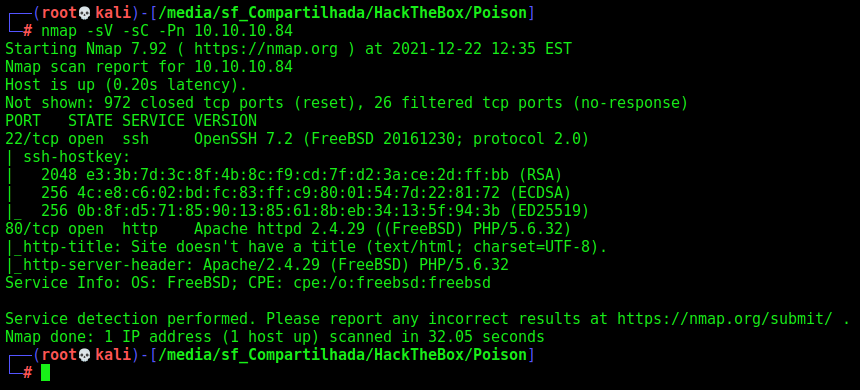 ┌──(root💀kali)-[/media/sf_Compartilhada/HackTheBox/Poison]
└─# nmap -sV -sC -Pn 10.10.10.84
Starting Nmap 7.92 ( https://nmap.org ) at 2021-12-22 12:35 EST
Nmap scan report for 10.10.10.84
Host is up (0.20s latency).
Not shown: 972 closed tcp ports (reset), 26 filtered tcp ports (no-response)
PORT   STATE SERVICE VERSION
22/tcp open  ssh     OpenSSH 7.2 (FreeBSD 20161230; protocol 2.0)
| ssh-hostkey:
|   2048 e3:3b:7d:3c:8f:4b:8c:f9:cd:7f:d2:3a:ce:2d:ff:bb (RSA)
|   256 4c:e8:c6:02:bd:fc:83:ff:c9:80:01:54:7d:22:81:72 (ECDSA)
|_  256 0b:8f:d5:71:85:90:13:85:61:8b:eb:34:13:5f:94:3b (ED25519)
80/tcp open  http    Apache httpd 2.4.29 ((FreeBSD) PHP/5.6.32)
|_http-title: Site doesn't have a title (text/html; charset=UTF-8).
|_http-server-header: Apache/2.4.29 (FreeBSD) PHP/5.6.32
Service Info: OS: FreeBSD; CPE: cpe:/o:freebsd:freebsd

Service detection performed. Please report any incorrect results at https://nmap.org/submit/ .
Nmap done: 1 IP address (1 host up) scanned in 32.05 seconds
┌──(root💀kali)-[/media/sf_Compartilhada/HackTheBox/Poison]
└─#